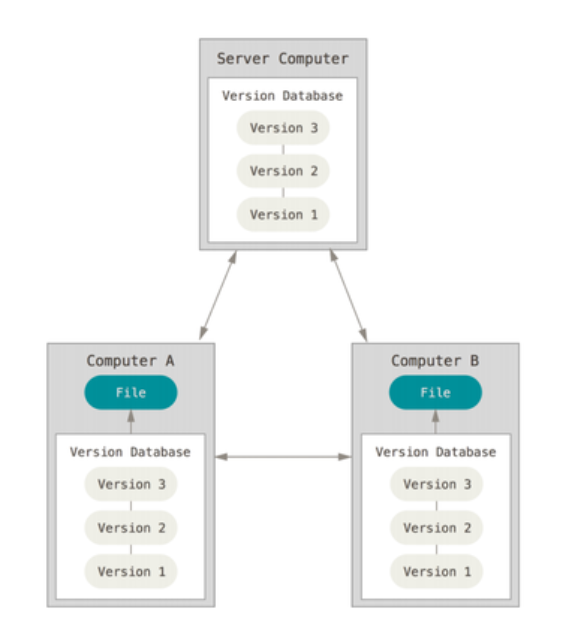 Server Computer
Version Database
Version 3
Version 2
Version 1
Computer A
File
Version Database
Version 3
Version 2
Version 1
Computer B
File
Version Database
Version 3
Version 2
Version 1